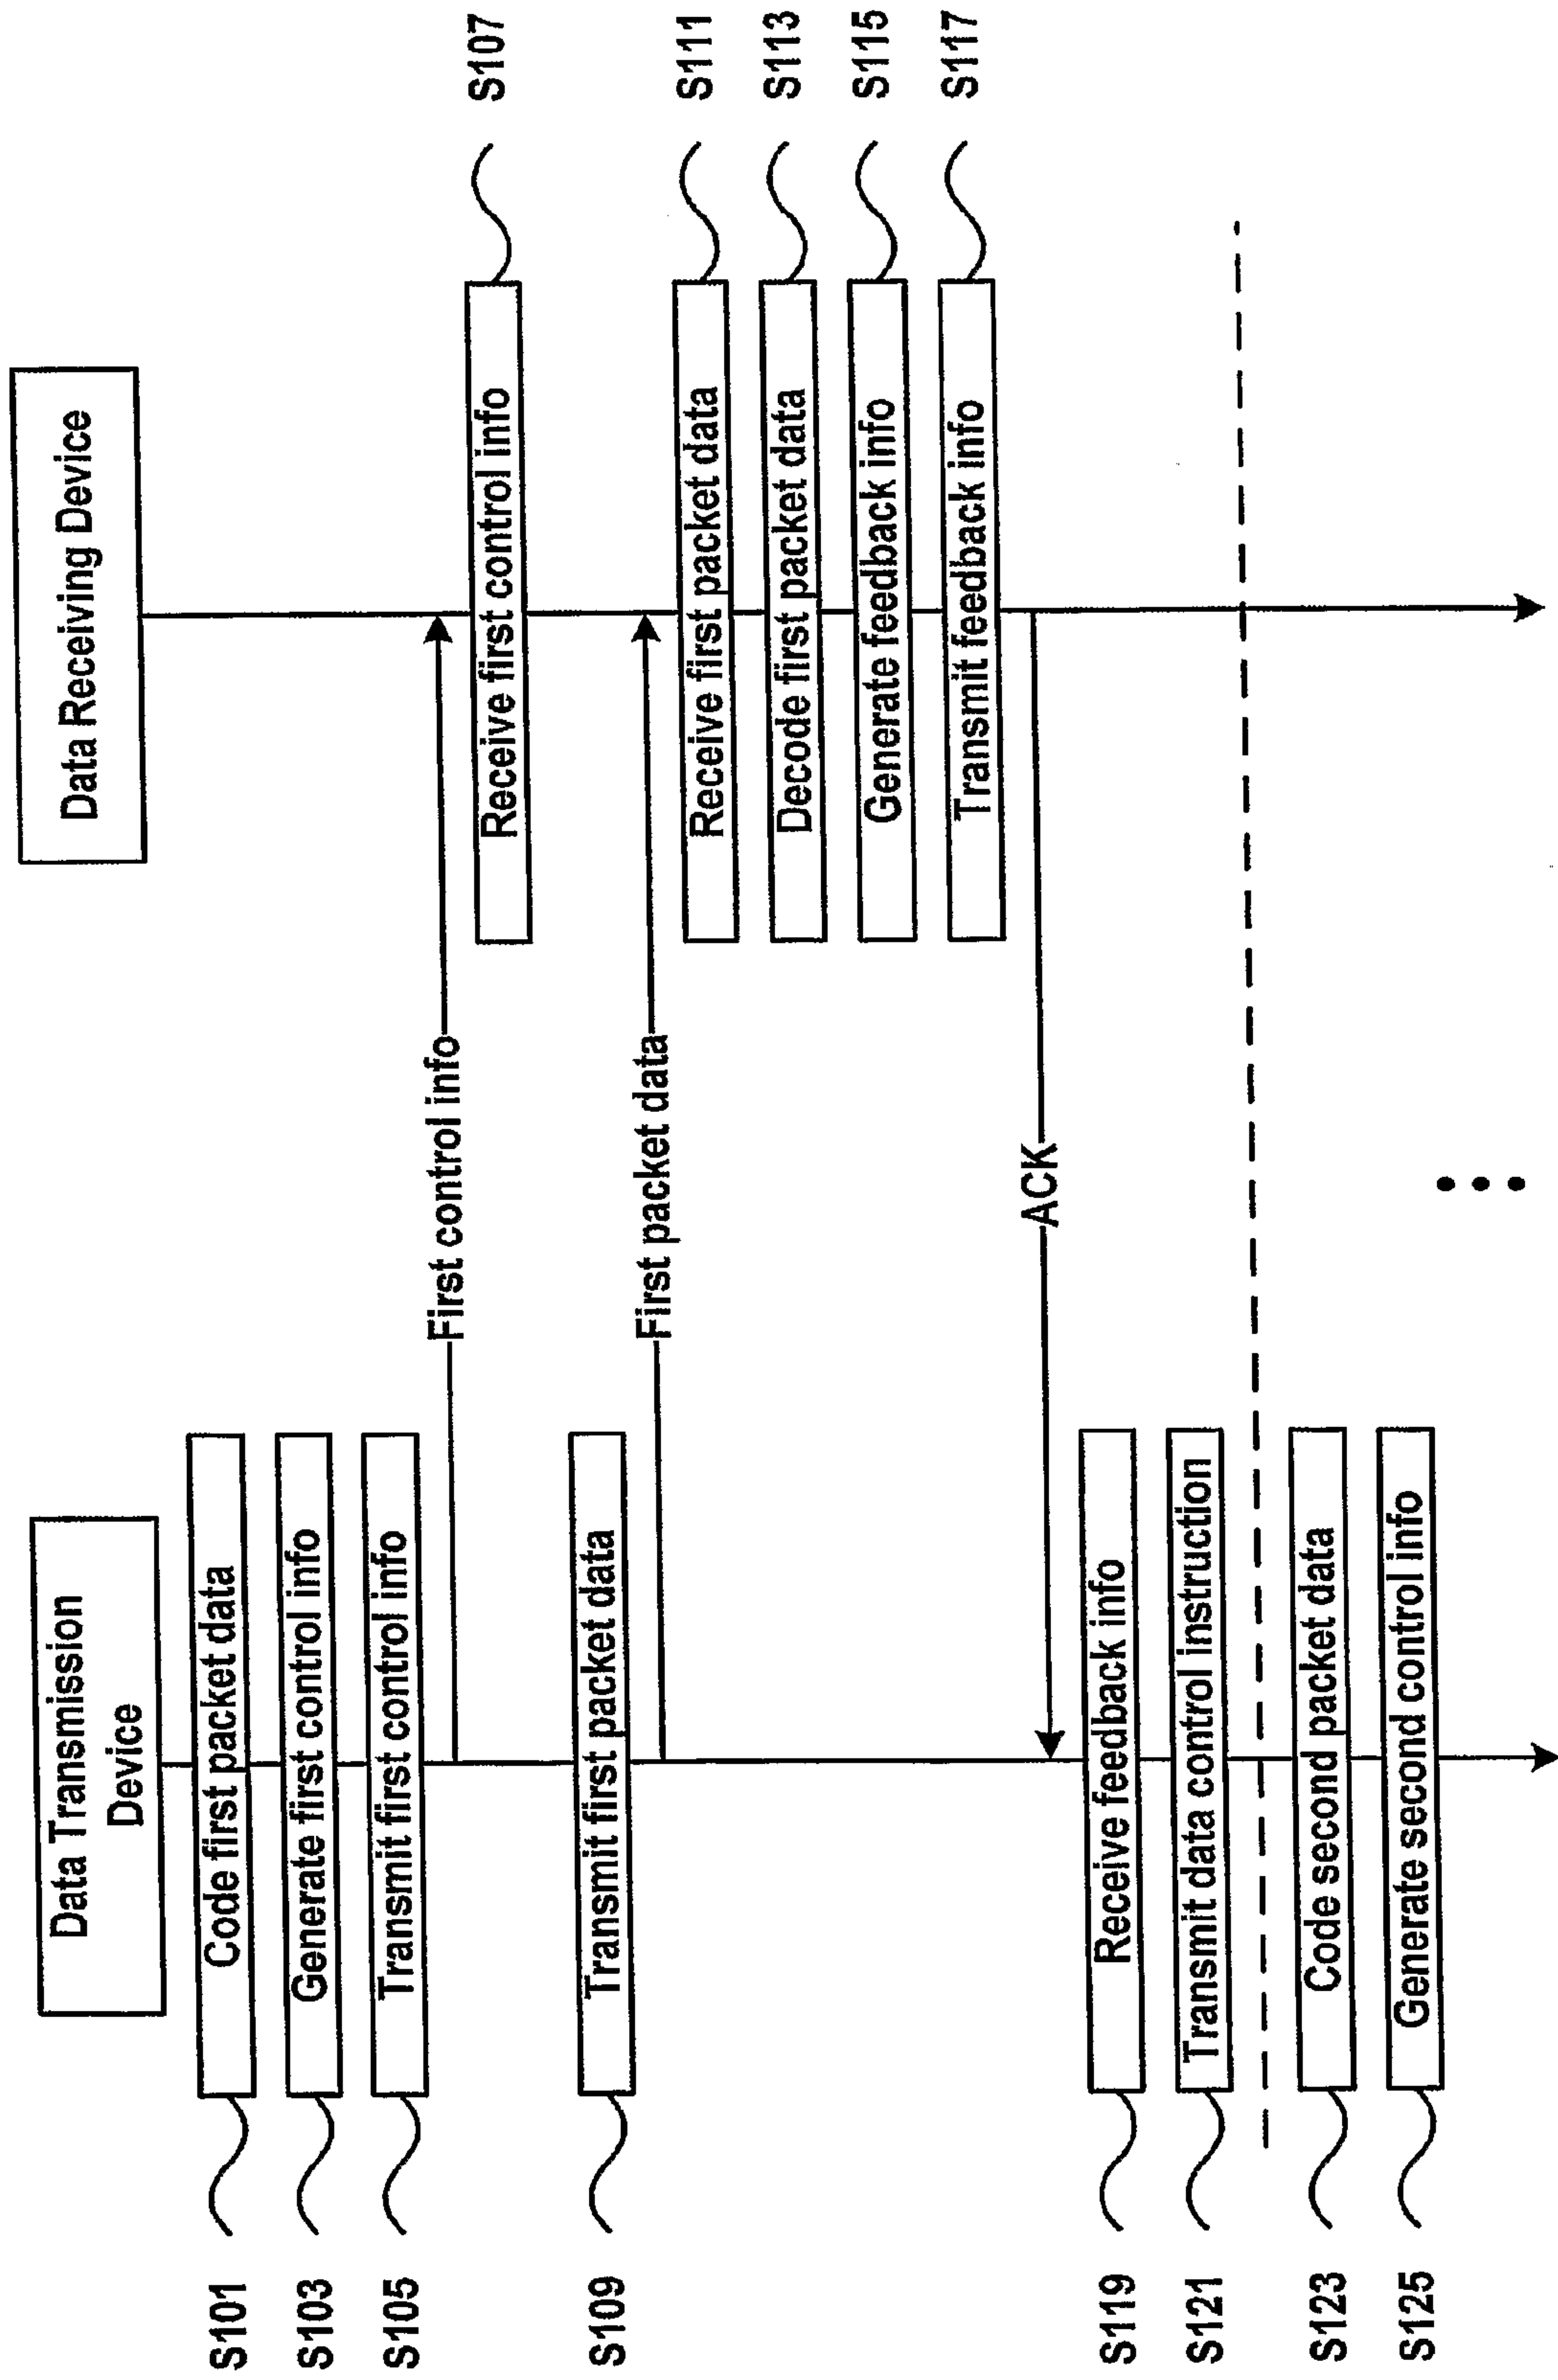 Data Transmission
Device
Data Receiving Device
S101
Code first packet data
S103
Generate first control info
S105
Transmit first control info
First control info
Receive first control info
S107
S109
Transmit first packet data
First packet data
Receive first packet data
S111
Decode first packet data
S113
Generate feedback info
S115
Transmit feedback info
S117
ACK
S119
Receive feedback info
S121
Transmit data control instruction
S123
Code second packet data
S125
Generate second control info